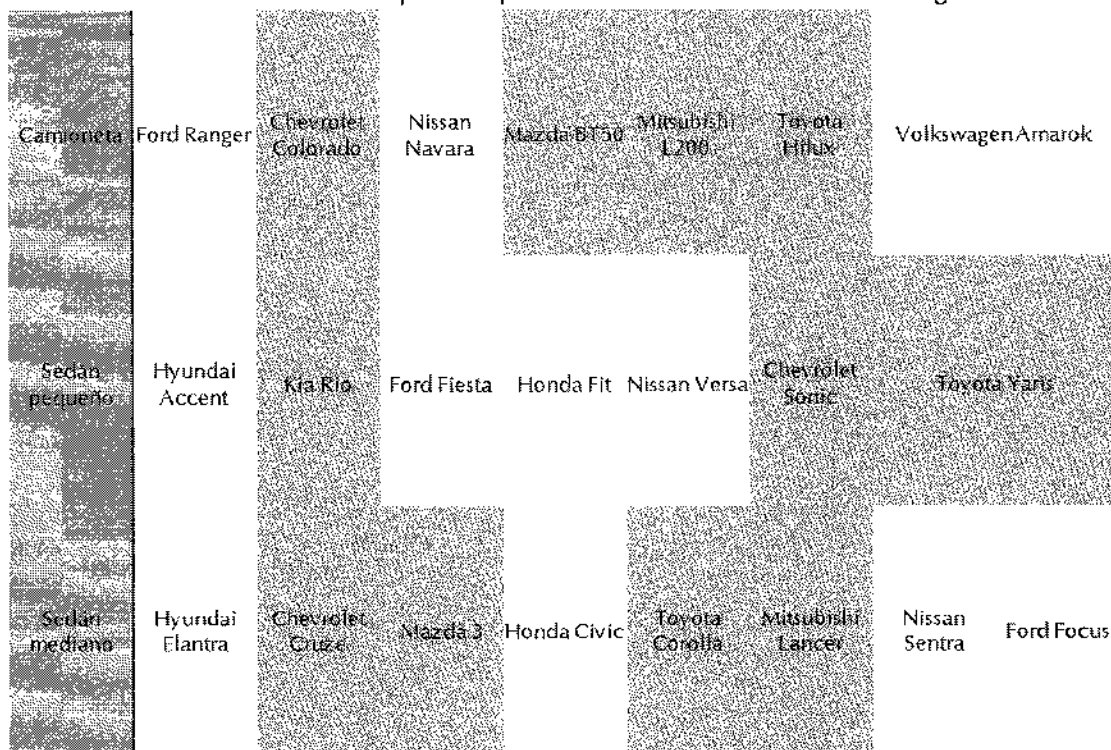 Camioneta
Ford Ranger
Chevrolet
Colorado
Nissan
Navara
Mazda BT50
Mitsubishi
L200
Toyota
Hilux
Volkswagen Amarok
Sedán
pequeño
Hyundai
Accent
Kia Rio
Ford Fiesta
Honda Fit
Nissan Versa
Chevrolet
Sonic
Toyota Yaris
Sedán
mediano
Hyundai
Elantra
Chevrolet
Cruze
Mazda 3
Honda Civic
Toyota
Corolla
Mitsubishi
Lancer
Nissan
Sentra
Ford Focus